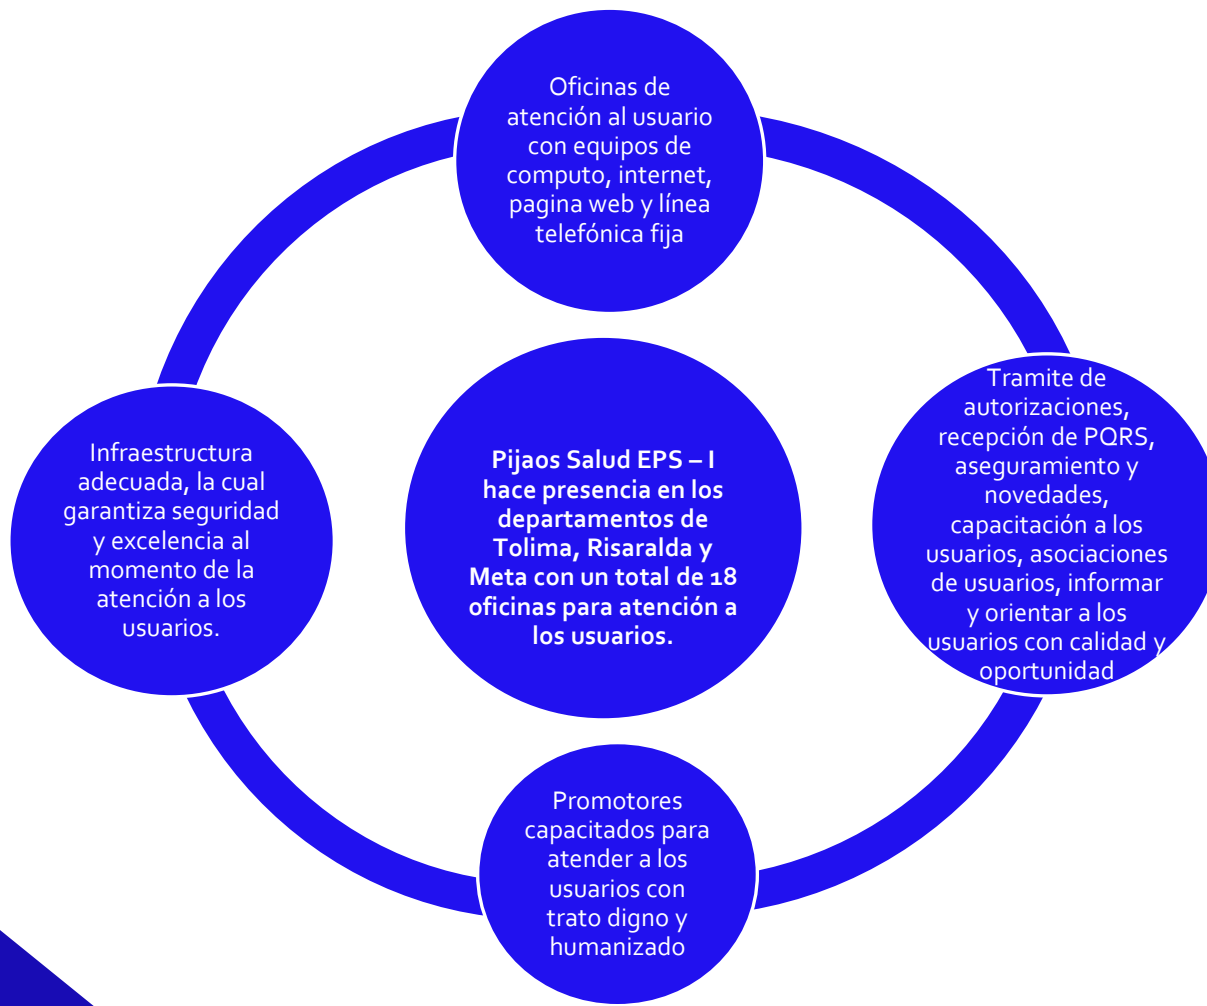 Oficinas de
atención al usuario
con equipos de
computo, internet,
pagina web y línea
telefónica fija
Tramite de
autorizaciones,
recepción de PQRS,
aseguramiento y
novedades,
capacitación a los
usuarios, asociaciones
de usuarios, informar
y orientar a los
usuarios con calidad y
oportunidad
Infraestructura
adecuada, la cual
garantiza seguridad
y excelencia al
momento de la
atención a los
usuarios.
Pijaos Salud EPS – I
hace presencia en los
departamentos de
Tolima, Risaralda y
Meta con un total de 18
oficinas para atención a
los usuarios.
Promotores
capacitados para
atender a los
usuarios con
trato digno y
humanizado